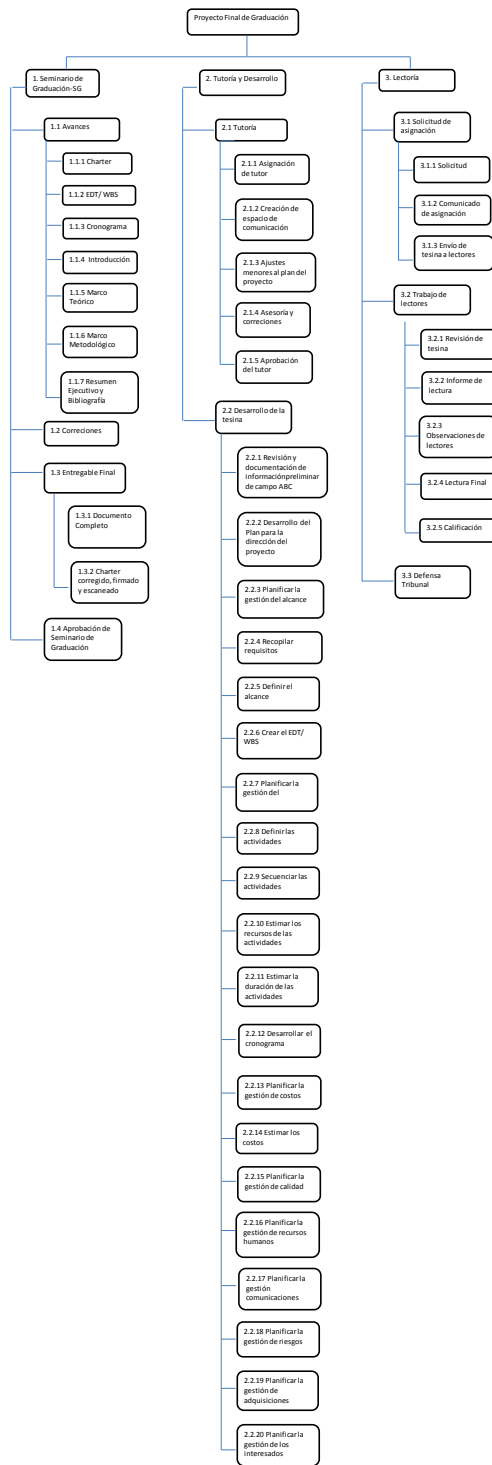 Proyecto Final de Graduación
1. Seminario de
Graduación-SG
1.1 Avances
1.1.1 Charter
1.1.2 EDT/ WBS
1.1.3 Cronograma
1.1.4 Introducción
1.1.5 Marco
Teórico
1.1.6 Marco
Metodológico
1.1.7 Resumen
Ejecutivo y
Bibliografía
1.2 Correciones
1.3 Entregable Final
1.3.1 Documento
Completo
1.3.2 Charter
corregido, firmado
y escaneado
1.4 Aprobación de
Seminario de
Graduación
2. Tutoría y Desarrollo
2.1 Tutoría
2.1.1 Asignación
de tutor
2.1.2 Creación de
espacio de
comunicación
2.1.3 Ajustes
menores al plan del
proyecto
2.1.4 Asesoría y
correciones
2.1.5 Aprobación
del tutor
2.2 Desarrollo de la
tesina
2.2.1 Revisión y
documentación de
información preliminar
de campo ABC
2.2.2 Desarrollo del
Plan para la
dirección del
proyecto
2.2.3 Planificar la
gestión del alcance
2.2.4 Recopilar
requisitos
2.2.5 Definir el
alcance
2.2.6 Crear el EDT/
WBS
2.2.7 Planificar la
gestión del
2.2.8 Definir las
actividades
2.2.9 Secuenciar las
actividades
2.2.10 Estimar los
recursos de las
actividades
2.2.11 Estimar la
duración de las
actividades
2.2.12 Desarrollar el
cronograma
2.2.13 Planificar la
gestión de costos
2.2.14 Estimar los
costos
2.2.15 Planificar la
gestión de calidad
2.2.16 Planificar la
gestión de recursos
humanos
2.2.17 Planificar la
gestión
comunicaciones
2.2.18 Planificar la
gestión de riesgos
2.2.19 Planificar la
gestión de
adquisiciones
2.2.20 Planificar la
gestión de los
interesados
3. Lectoría
3.1 Solicitud de
asignación
3.1.1 Solicitud
3.1.2 Comunicado
de asignación
3.1.3 Envío de
tesina a lectores
3.2 Trabajo de
lectores
3.2.1 Revisión de
tesina
3.2.2 Informe de
lectura
3.2.3
Observaciones de
lectores
3.2.4 Lectura Final
3.2.5 Calificación
3.3 Defensa
Tribunal